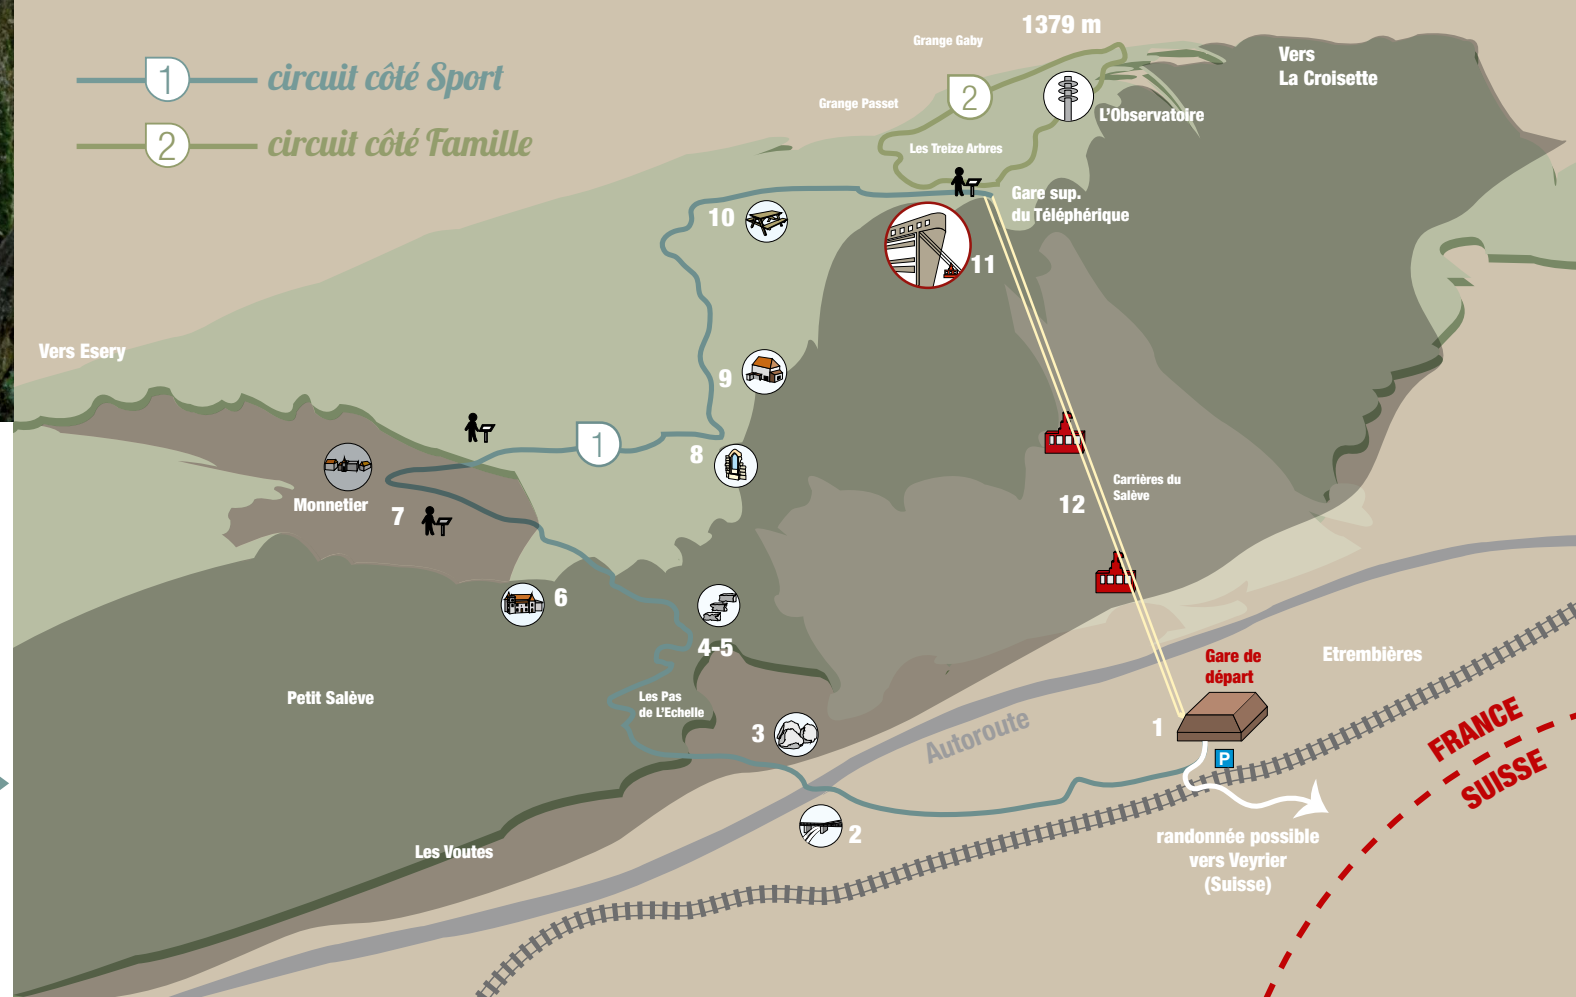 1 circuit côté Sport
2 circuit côté Famille
1379 m
Grange Gaby
Vers
La Croisette
Grange Passet
2
L'Observatoire
Les Treize Arbres
Gare sup.
du Téléphérique
10
11
Vers Esery
9
1
8
Monnetier
7
Carrières du
Salève
12
6
4-5
Petit Salève
Les Pas
de L'Echelle
3
Gare de
départ
Etrembières
1
P
Autoroute
FRANCE
SUISSE
2
randonnée possible
vers Veyrier
(Suisse)
Les Voutes